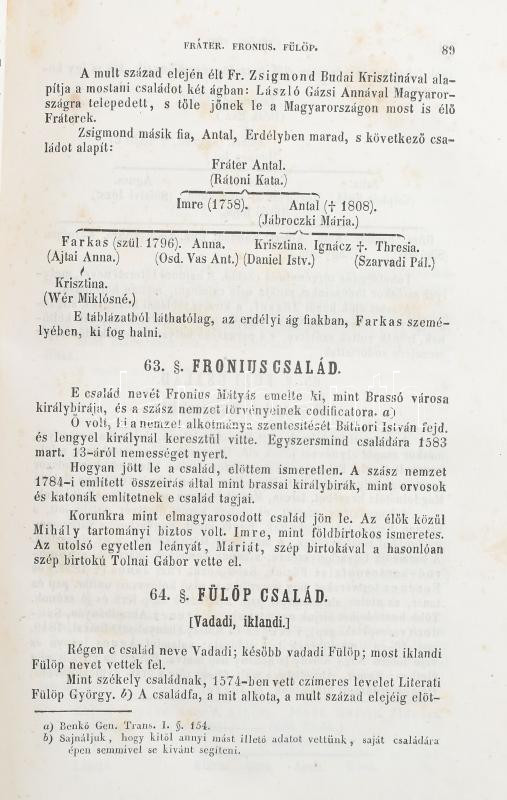 FRÁTER. FRONIUS. FÜLÖP. 89
A mult század elején élt Fr. Zsigmond Budai Krisztinával ala-
pítja a mostani családot két ágban: László Gázsi Annával Magyaror-
szágra telepedett, s tőle jőnek le a Magyarországon most is élő
Fráterek.
Zsigmond másik fia, Antal, Erdélyben marad, s következő csa-
ládot alapít:
Fráter Antal.
(Rátoni Kata.)
Imre (1758). Antal († 1808).
(Jábroczki Mária.)
Farkas (szül. 1796). Anna. Krisztina. Ignácz †. Thresia.
(Ajtai Anna.) (Osd. Vas Ant.) (Daniel Istv.) (Szarvadi Pál.)
Krisztina.
(Wér Miklósné.)
E táblázatból láthatólag, az erdélyi ág fiakban, Farkas szemé-
lyében, ki fog halni.
63. §. FRONIUS CSALÁD.
E család nevét Fronius Mátyás emelte ki, mint Brassó városa
királybirája, és a szász nemzet törvényeinek codificatora. a)
Ő volt, ki a nemzet alkotmánya szentesítését Báthori István fejd.
és lengyel királynál keresztül vitte. Egyszersmind családára 1583
mart. 13-áról nemességet nyert.
Hogyan jött le a család, előttem ismeretlen. A szász nemzet
1784-i említett összeirás által mint brassai királybirák, mint orvosok
és katonák említetnek e család tagjai.
Korunkra mint elmagyarosodott család jön le. Az élők közül
Mihály tartományi biztos volt. Imre, mint földbirtokos ismeretes.
Az utolsó egyetlen leányát, Máriát, szép birtokával a hasonlóan
szép birtokú Tolnai Gábor vette el.
64. §. FÜLÖP CSALÁD.
[Vadadi, iklandi.]
Régen e család neve Vadadi; később vadadi Fülöp; most iklandi
Fülöp nevet vettek fel.
Mint székely családnak, 1574-ben vett czímeres levelet Literati
Fülöp György. b) A családfa, a mit alkota, a mult század elejéig elöt-
a) Benkő Gen. Trans. I. §. 154.
b) Sajnáljuk, hogy kitől annyi mást illető adatot vettünk, saját családára
épen semmivel se kivánt segíteni.